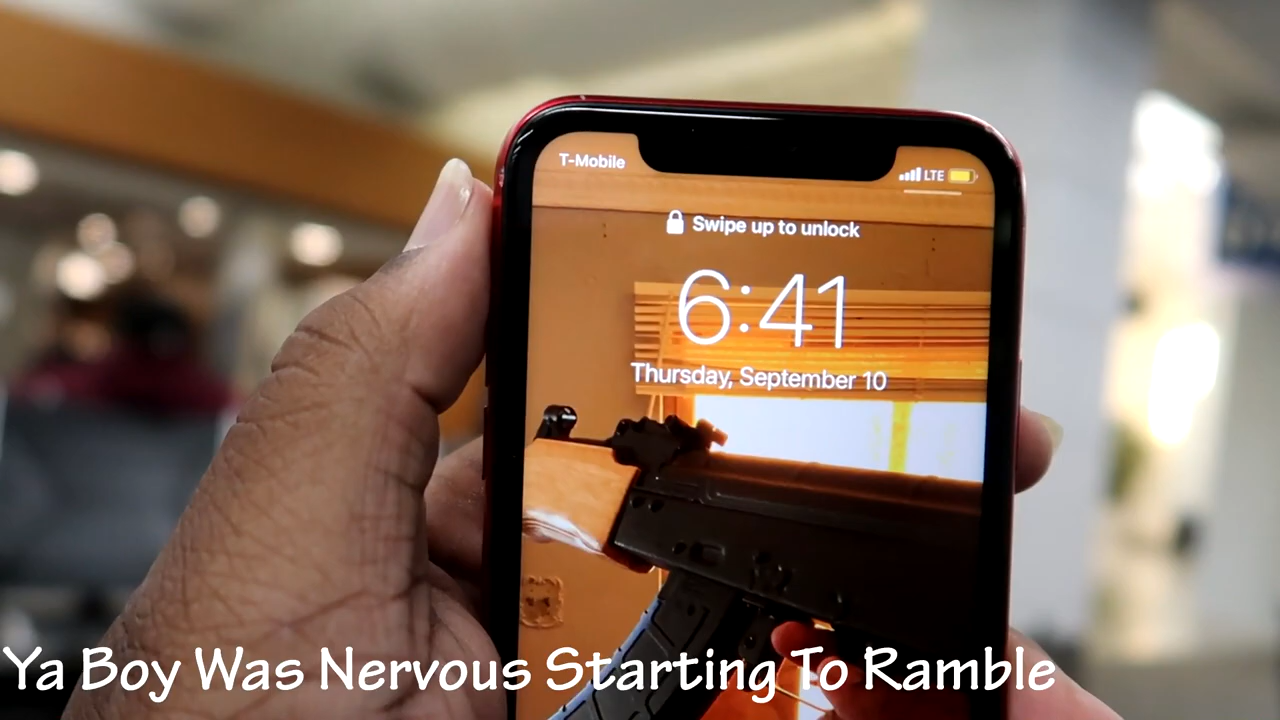 T-Mobile
LTE
Swipe up to unlock
6:41
Thursday, September 10
Ya Boy Was Nervous Starting To Ramble